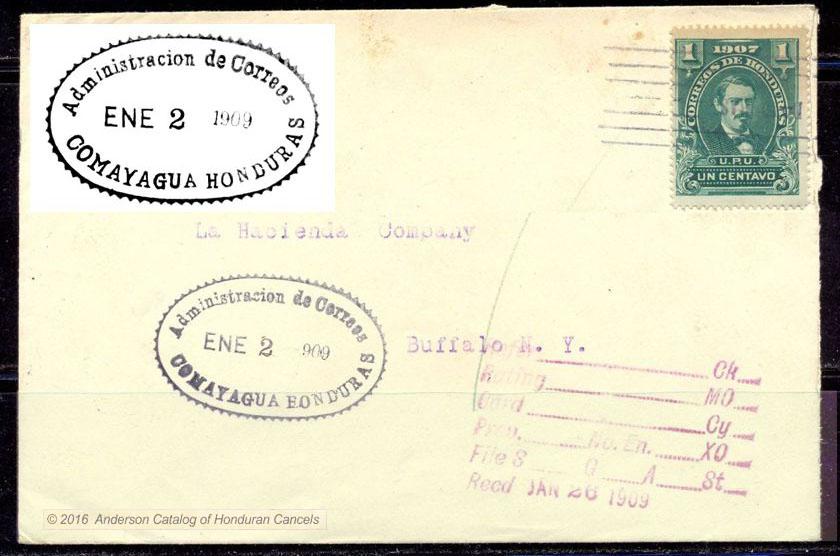 Administracion de Correos
ENE 2 1909
COMAYAGUA HONDURAS
1 1907 1
CORREOS DE HONDURAS
U.P.U.
UN CENTAVO
La Hacienda Company
Administracion de Correos
ENE 2 909
COMAYAGUA HONDURAS
Buffalo N. Y.
Ck
Rating MO
Card Cy
No. En. XO
File S G A St
Recd JAN 26 1909
© 2016 Anderson Catalog of Honduran Cancels